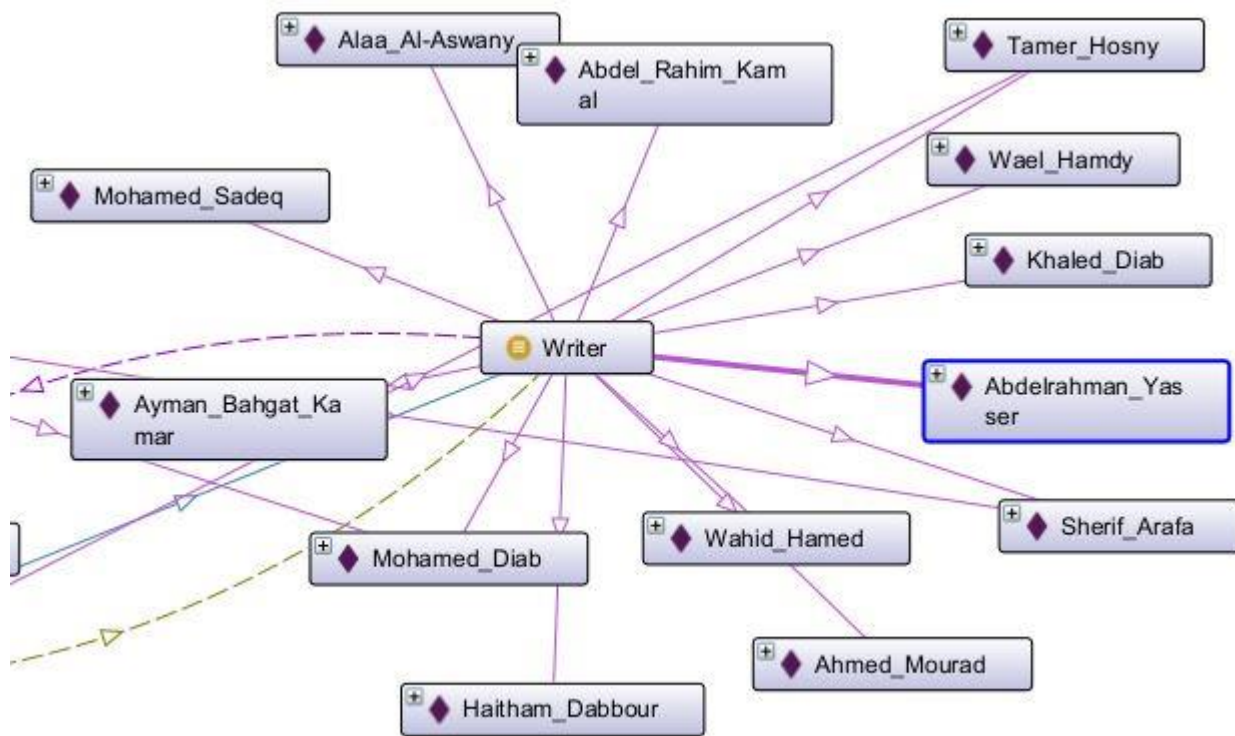 Alaa_Al-Aswany
Abdel_Rahim_Kam
al
Tamer_Hosny
Wael_Hamdy
Mohamed_Sadeq
Khaled_Diab
Writer
Abdelrahman_Yas
ser
Ayman_Bahgat_Ka
mar
Wahid_Hamed
Sherif_Arafa
Mohamed_Diab
Ahmed_Mourad
Haitham_Dabbour